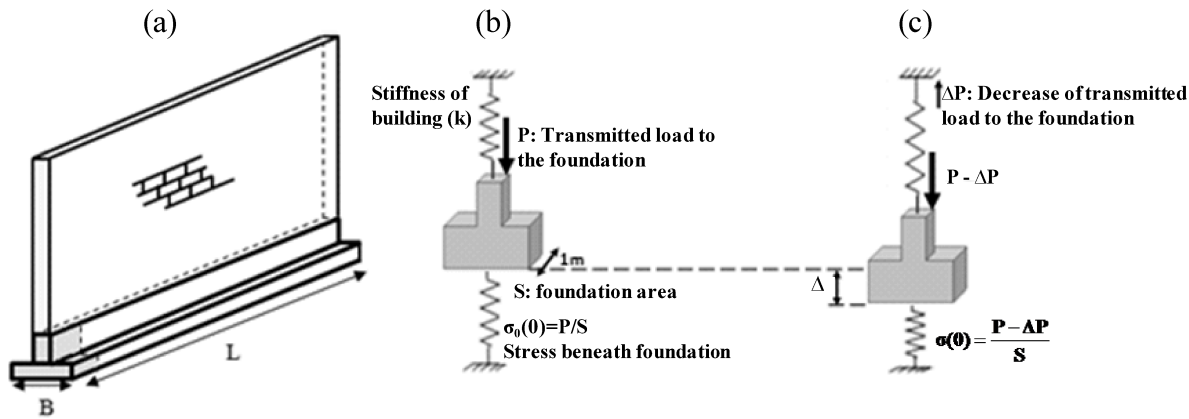 (a)
(b)
(c)
Stiffness of
building (k)
P: Transmitted load to
the foundation
1m
S: foundation area
σ₀(0)=P/S
Stress beneath foundation
L
B
ΔP: Decrease of transmitted
load to the foundation
P - ΔP
Δ
σ(0) = P – AP
S